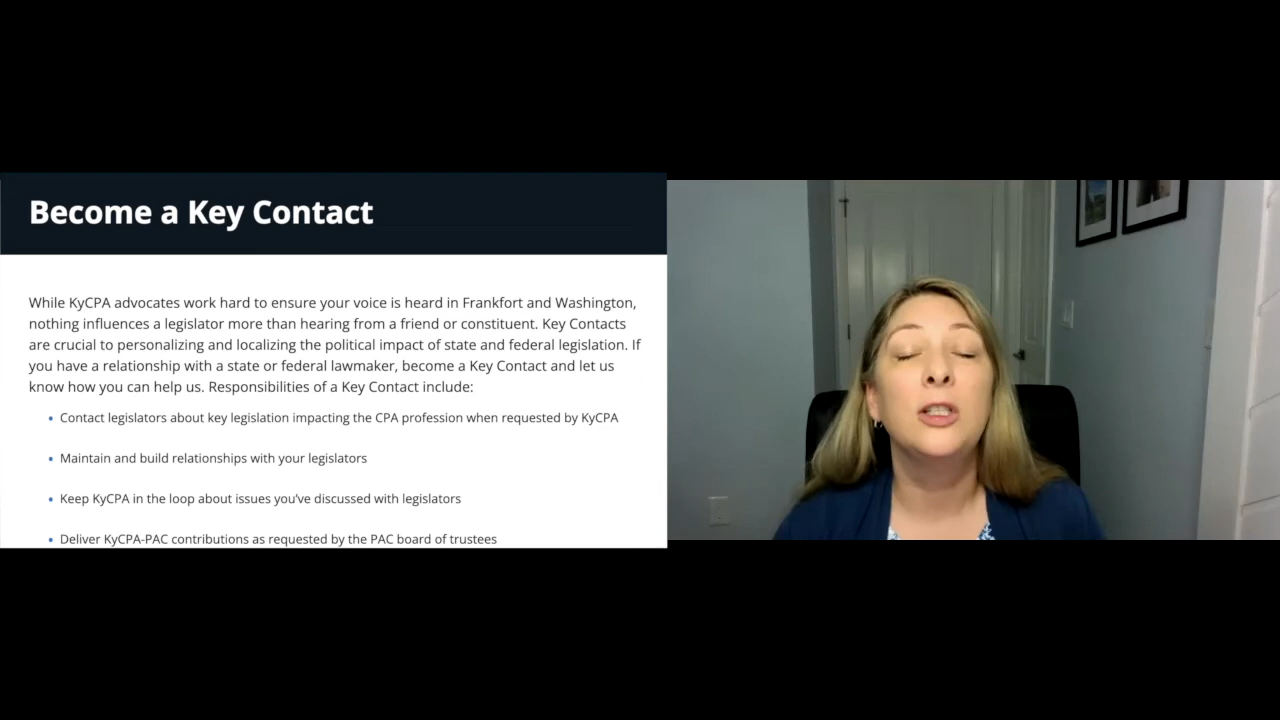 Become a Key Contact
While KyCPA advocates work hard to ensure your voice is heard in Frankfort and Washington,
nothing influences a legislator more than hearing from a friend or constituent. Key Contacts
are crucial to personalizing and localizing the political impact of state and federal legislation. If
you have a relationship with a state or federal lawmaker, become a Key Contact and let us
know how you can help us. Responsibilities of a Key Contact include:
• Contact legislators about key legislation impacting the CPA profession when requested by KyCPA
• Maintain and build relationships with your legislators
• Keep KyCPA in the loop about issues you've discussed with legislators
• Deliver KyCPA-PAC contributions as requested by the PAC board of trustees